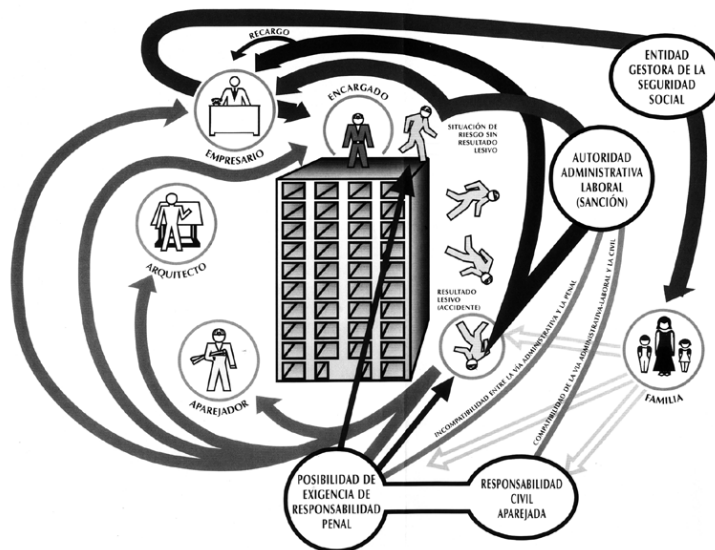 RECARGO
ENTIDAD
GESTORA DE LA
SEGURIDAD
SOCIAL
ENCARGADO
EMPRESARIO
SITUACIÓN DE
RIESGO SIN
RESULTADO
LESIVO
AUTORIDAD
ADMINISTRATIVA
LABORAL
(SANCIÓN)
ARQUITECTO
RESULTADO
LESIVO
(ACCIDENTE)
APAREJADOR
INCOMPATIBILIDAD ENTRE LA VÍA ADMINISTRATIVA Y LA PENAL
COMPATIBILIDAD DE LA VÍA ADMINISTRATIVA-LABORAL Y LA CIVIL
FAMILIA
POSIBILIDAD DE
EXIGENCIA DE
RESPONSABILIDAD
PENAL
RESPONSABILIDAD
CIVIL
APAREJADA